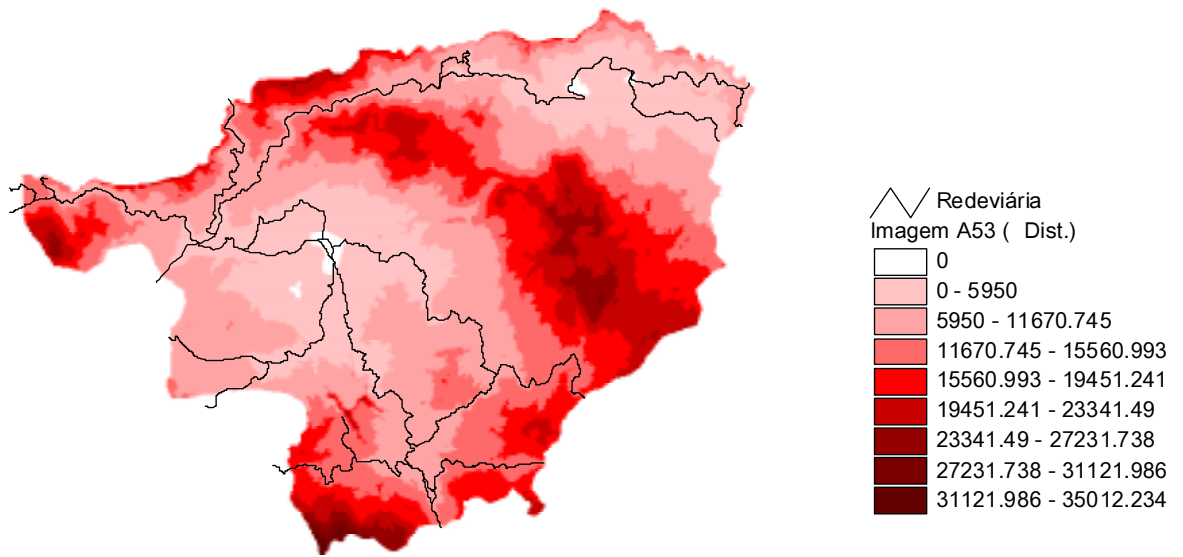 Redeviária
Imagem A53 ( Dist.)
0
0 - 5950
5950 - 11670.745
11670.745 - 15560.993
15560.993 - 19451.241
19451.241 - 23341.49
23341.49 - 27231.738
27231.738 - 31121.986
31121.986 - 35012.234